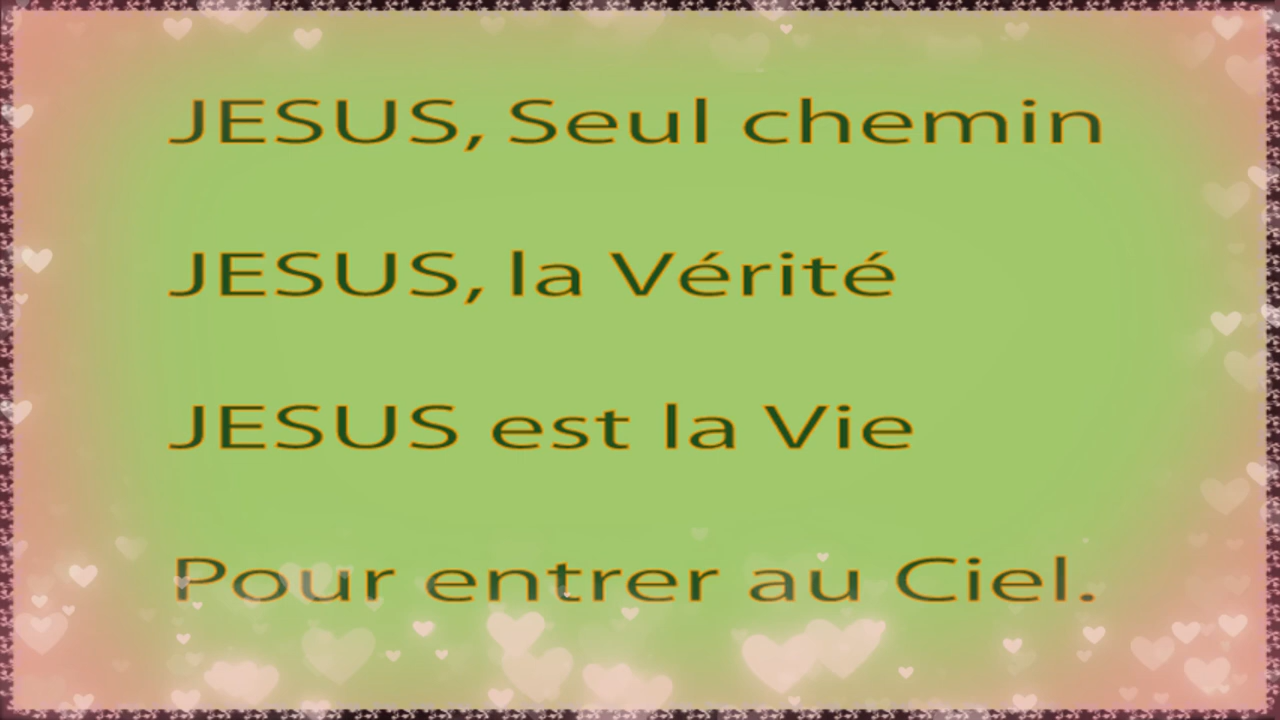 JESUS, Seul chemin
JESUS, la Vérité
JESUS est la Vie
Pour entrer au Ciel.